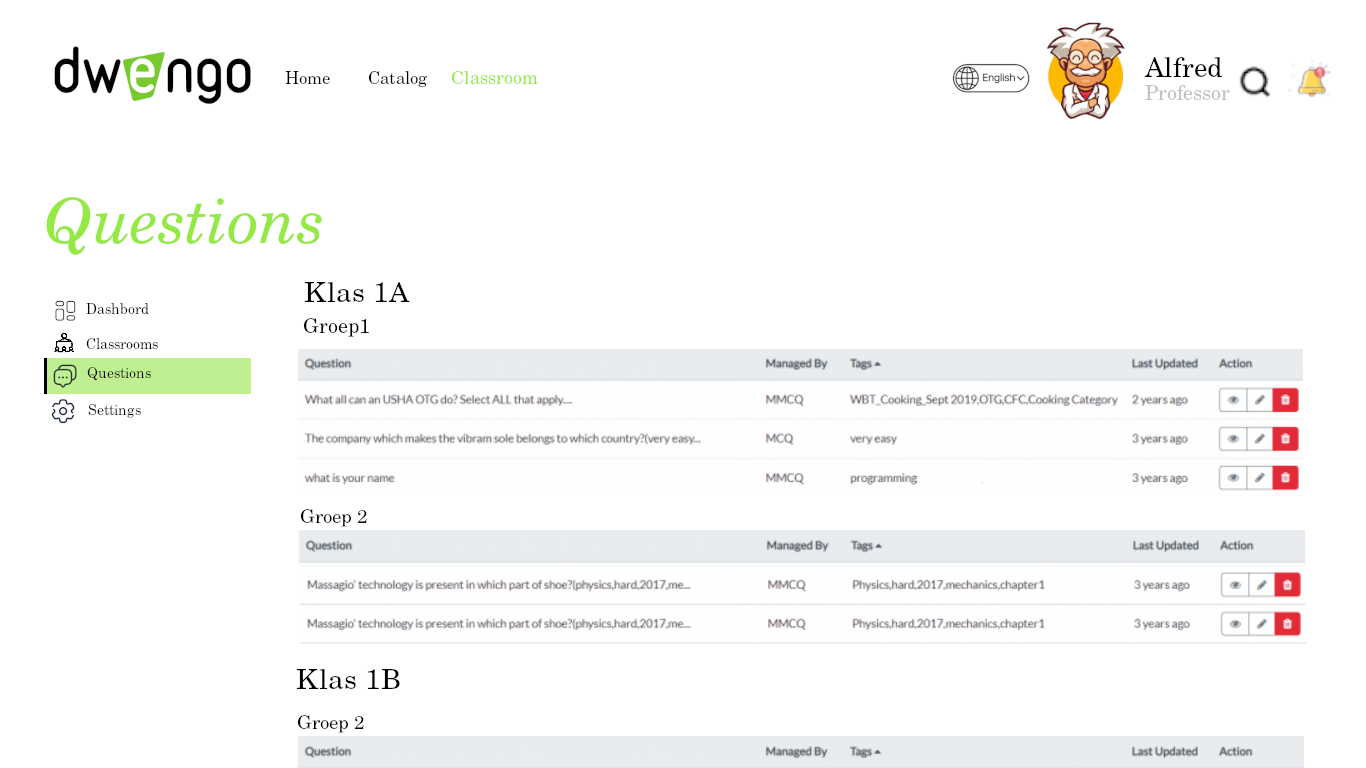 dwengo Home Catalog Classroom English Alfred
Professor
Questions
Dashbord
Classrooms
Questions
Settings
Klas 1A
Groep1
Question Managed By Tags Last Updated Action
What all can an USHA OTG do? Select ALL that apply.... MMCQ WBT_Cooking_Sept 2019,OTG,CFC,Cooking Category 2 years ago
The company which makes the vibram sole belongs to which country?(very easy... MCQ very easy 3 years ago
what is your name MMCQ programming 3 years ago
Groep 2
Question Managed By Tags Last Updated Action
Massagio' technology is present in which part of shoe?(physics,hard,2017,me... MMCQ Physics,hard,2017,mechanics,chapter1 3 years ago
Massagio' technology is present in which part of shoe?(physics,hard,2017,me... MMCQ Physics,hard,2017,mechanics,chapter1 3 years ago
Klas 1B
Groep 2
Question Managed By Tags Last Updated Action